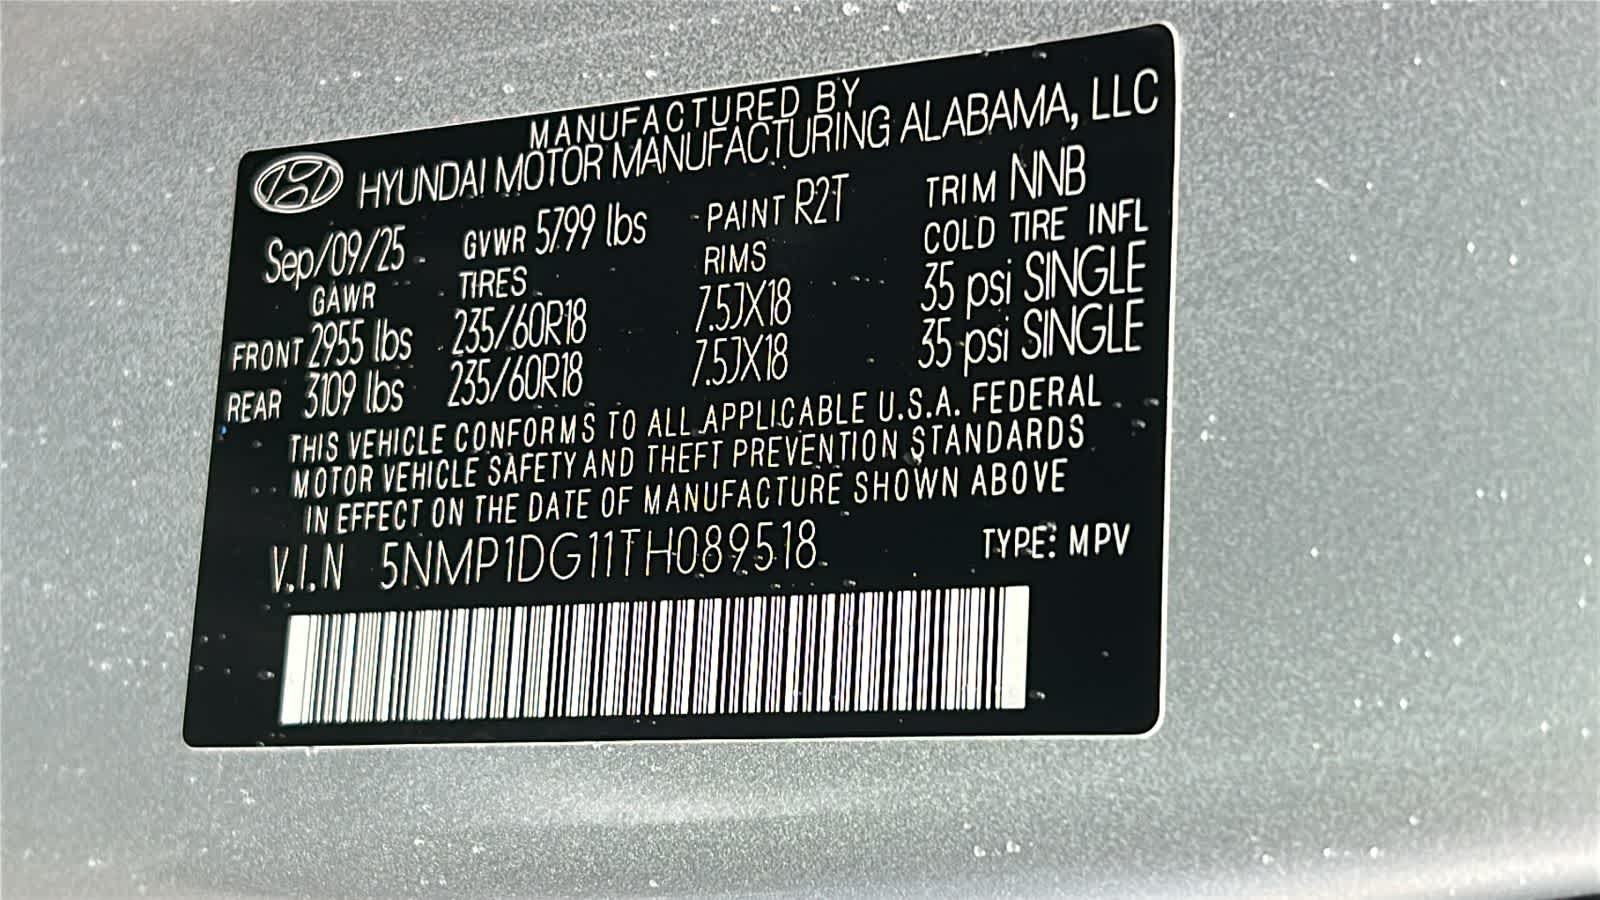 MANUFACTURED BY
HYUNDAI MOTOR MANUFACTURING ALABAMA, LLC
Sep/09/25 GVWR 5799 lbs PAINT R2T TRIM NNB
GAWR TIRES RIMS COLD TIRE INFL
FRONT 2955 lbs 235/60R18 7.5JX18 35 psi SINGLE
REAR 3109 lbs 235/60R18 7.5JX18 35 psi SINGLE
THIS VEHICLE CONFORMS TO ALL APPLICABLE U.S.A. FEDERAL
MOTOR VEHICLE SAFETY AND THEFT PREVENTION STANDARDS
IN EFFECT ON THE DATE OF MANUFACTURE SHOWN ABOVE
V.I.N 5NMP1DG11TH089518 TYPE: MPV